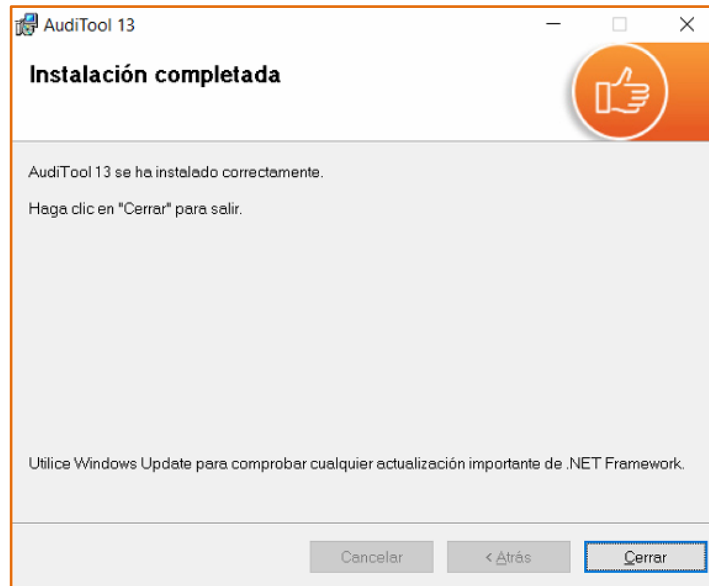 AudiTool 13
Instalación completada
AudiTool 13 se ha instalado correctamente.
Haga clic en "Cerrar" para salir.
Utilice Windows Update para comprobar cualquier actualización importante de .NET Framework.
Cancelar
< Atrás
Cerrar